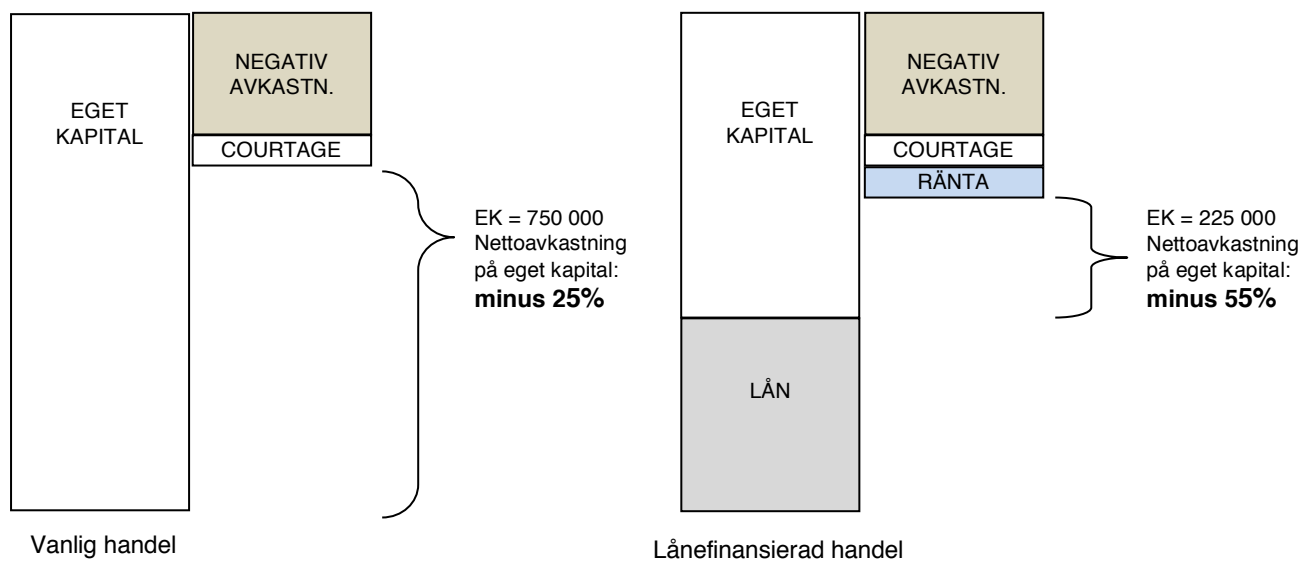 EGET
KAPITAL
NEGATIV
AVKASTN.
COURTAGE
EK = 750 000
Nettoavkastning
på eget kapital:
minus 25%
Vanlig handel
EGET
KAPITAL
LÅN
NEGATIV
AVKASTN.
COURTAGE
RÄNTA
EK = 225 000
Nettoavkastning
på eget kapital:
minus 55%
Lånefinansierad handel